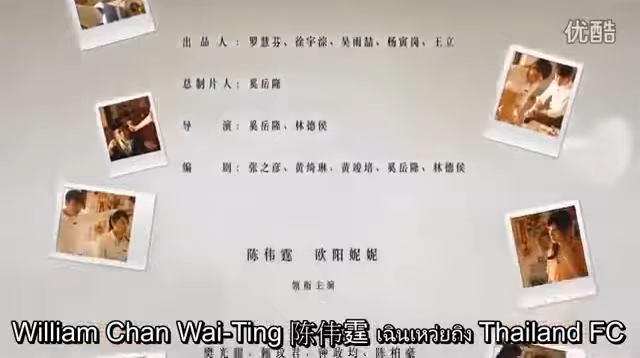 优酷
出品人：罗慧芬、徐宇淙、吴雨喆、杨寅岗、王立
总制片人：奚岳隆
导演：奚岳隆、林德侯
编剧：张之彦、黄绮琳、黄竣培、奚岳隆、林德侯
陈伟霆 欧阳妮妮
领衔主演
William Chan Wai-Ting 陈伟霆 เฉินเหว่ยถิง Thailand FC